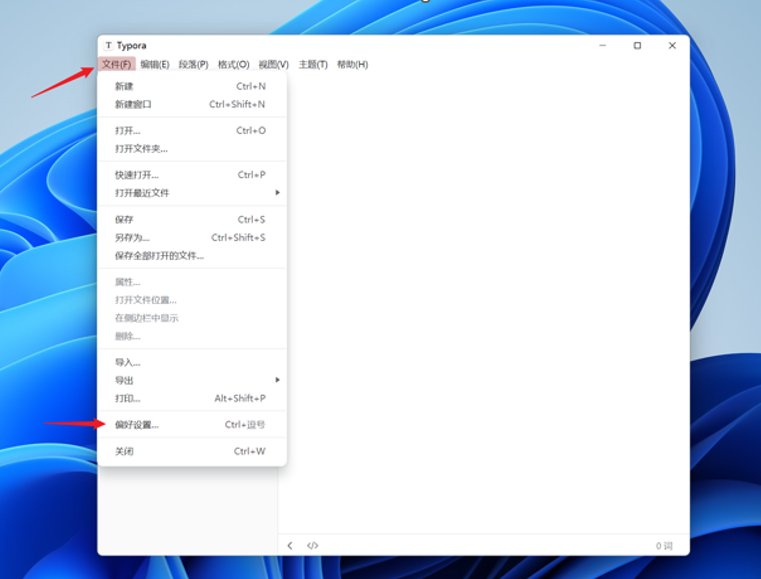 Typora
文件(F) 编辑(E) 段落(P) 格式(O) 视图(V) 主题(T) 帮助(H)
新建 Ctrl+N
新建窗口 Ctrl+Shift+N
打开... Ctrl+O
打开文件夹...
快速打开... Ctrl+P
打开最近文件
保存 Ctrl+S
另存为... Ctrl+Shift+S
保存全部打开的文件...
属性...
打开文件位置...
在侧边栏中显示
删除...
导入...
导出
打印... Alt+Shift+P
偏好设置... Ctrl+逗号
关闭 Ctrl+W
0 词